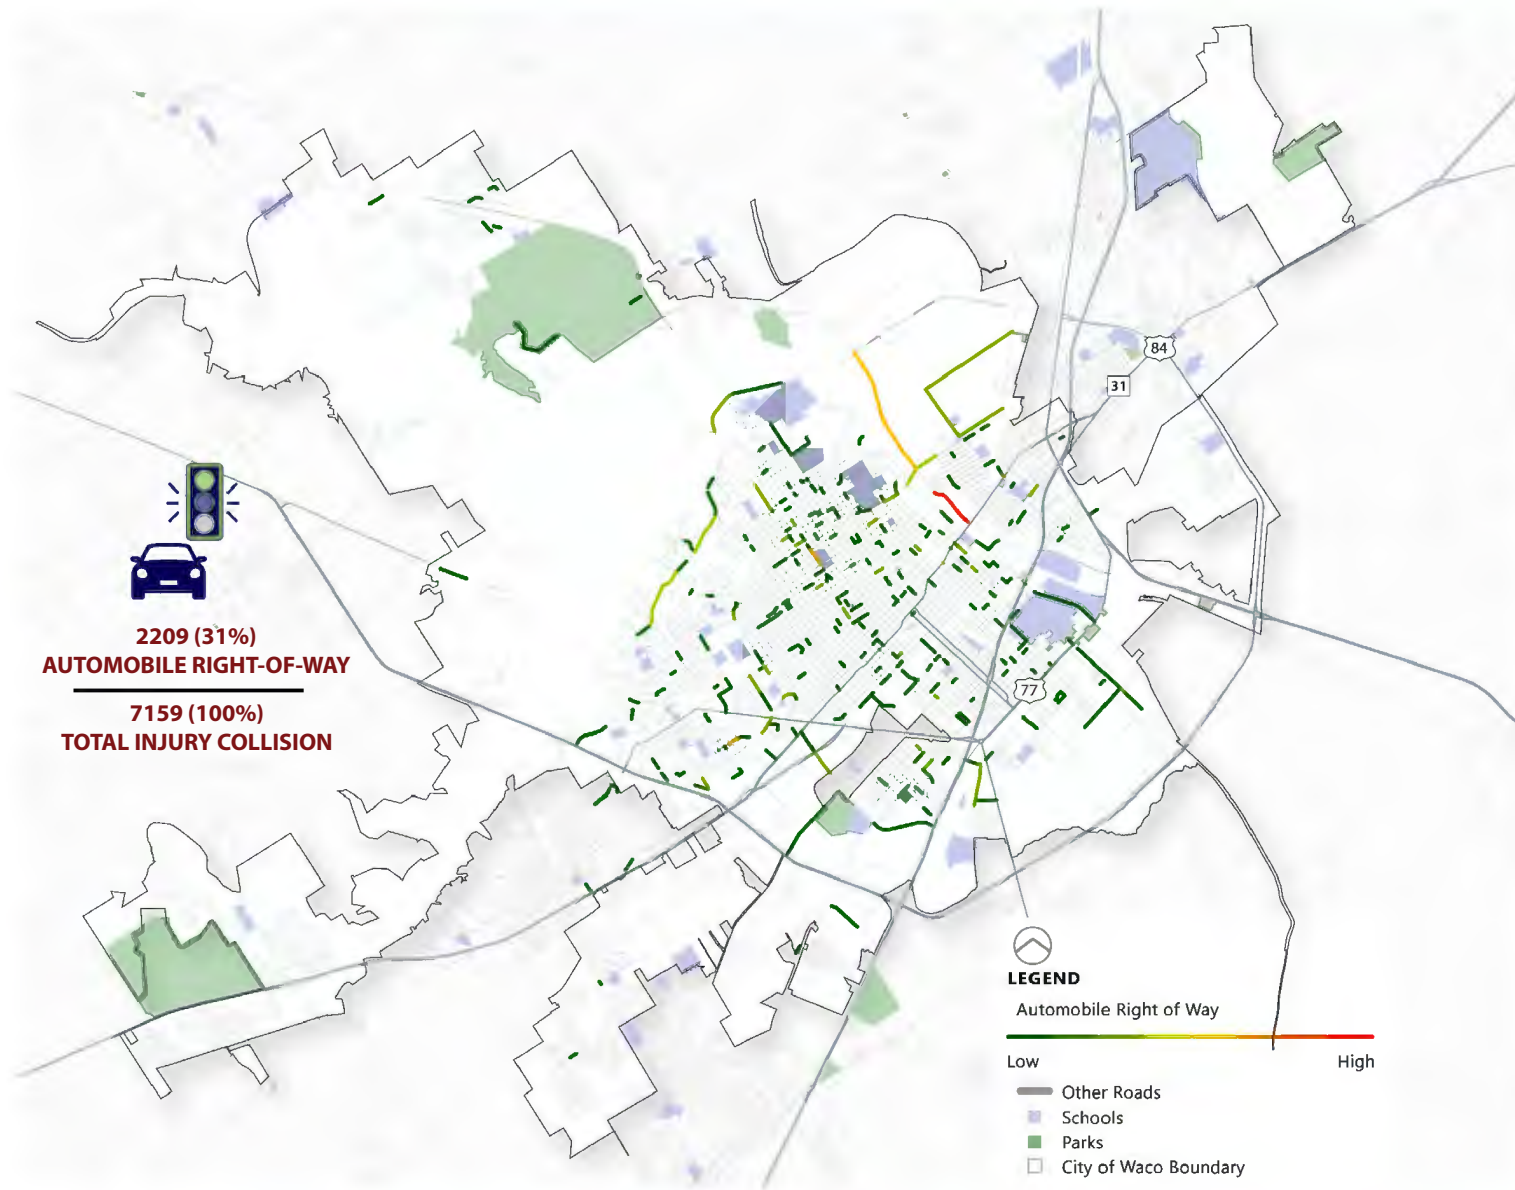 84
31
2209 (31%)
AUTOMOBILE RIGHT-OF-WAY
7159 (100%)
TOTAL INJURY COLLISION
77
LEGEND
Automobile Right of Way
Low High
Other Roads
Schools
Parks
City of Waco Boundary